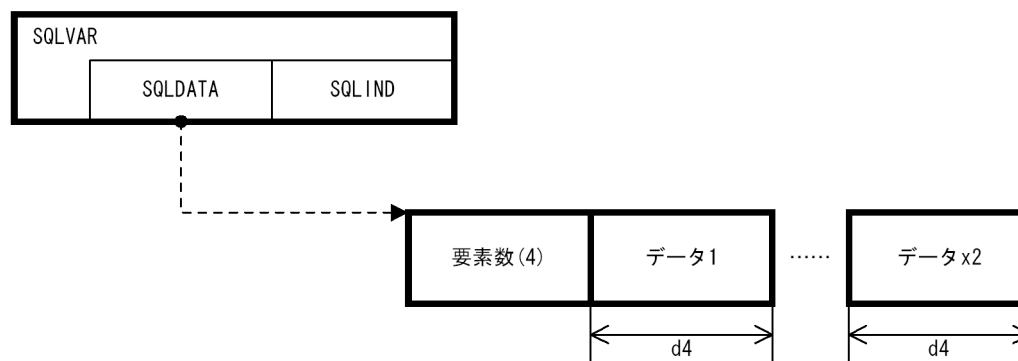 SQLVAR
SQLDATA
SQLIND
要素数(4)
データ1
……
データx2
d4
d4